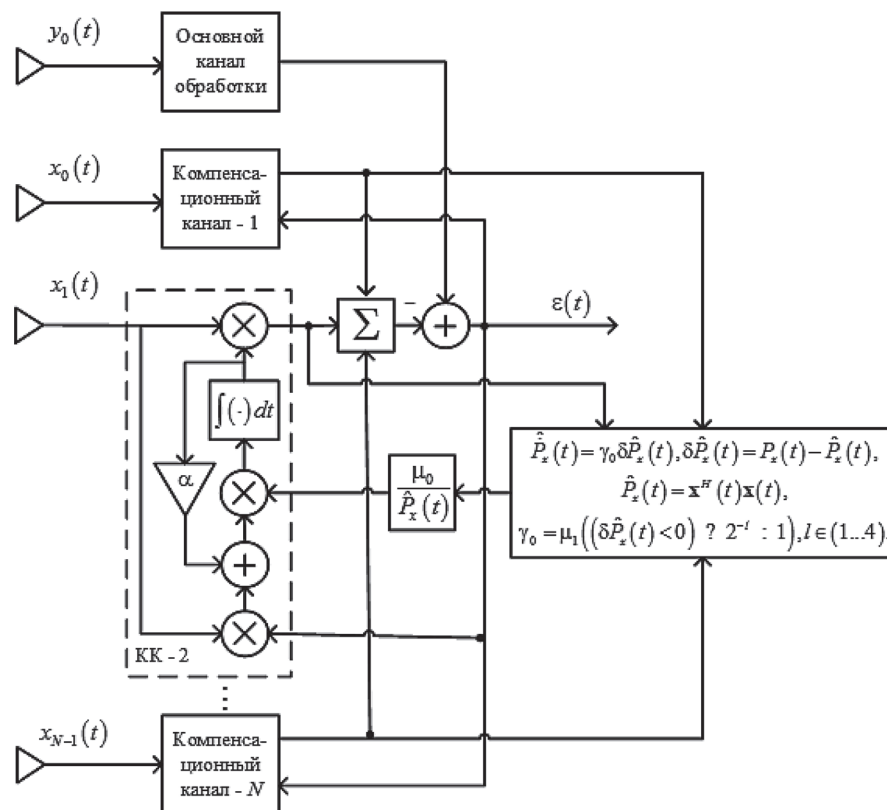 y₀(t)
Основной
канал
обработки
x₀(t)
Компенса-
ционный
канал - 1
x₁(t)
ε(t)
−
Σ
+
×
∫(·)dt
α
×
μ₀
P̂ₓ(t)
+
×
КК - 2
P̂̇ₓ(t)=γ₀δP̂ₓ(t), δP̂ₓ(t)=Pₓ(t)−P̂ₓ(t),
P̂ₓ(t)=𝐱ᴴ(t)𝐱(t),
γ₀=μ₁((δP̂ₓ(t)<0) ? 2⁻ˡ : 1), l∈(1...4).
x_{N−1}(t)
Компенса-
ционный
канал - N